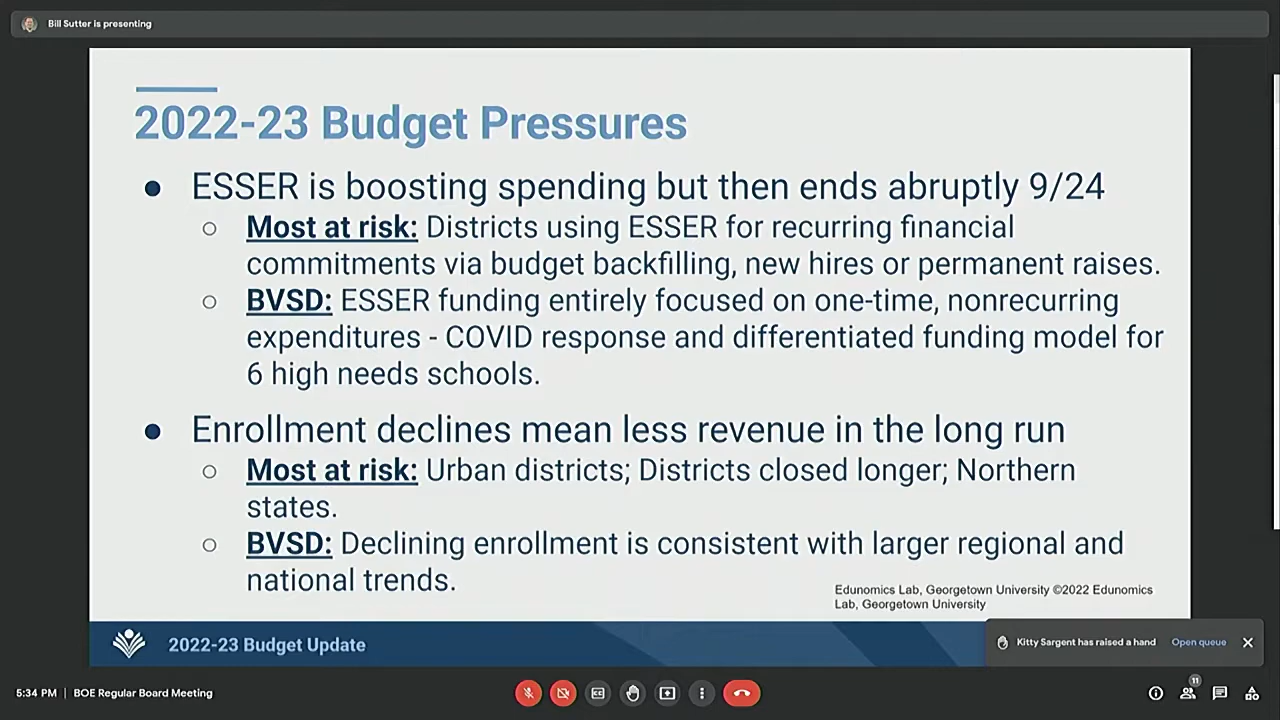 Bill Sutter is presenting
2022-23 Budget Pressures
● ESSER is boosting spending but then ends abruptly 9/24
○ Most at risk: Districts using ESSER for recurring financial
commitments via budget backfilling, new hires or permanent raises.
○ BVSD: ESSER funding entirely focused on one-time, nonrecurring
expenditures - COVID response and differentiated funding model for
6 high needs schools.
● Enrollment declines mean less revenue in the long run
○ Most at risk: Urban districts; Districts closed longer; Northern
states.
○ BVSD: Declining enrollment is consistent with larger regional and
national trends.
Edunomics Lab, Georgetown University ©2022 Edunomics
Lab, Georgetown University
2022-23 Budget Update
Kitty Sargent has raised a hand Open queue
5:34 PM | BOE Regular Board Meeting
11